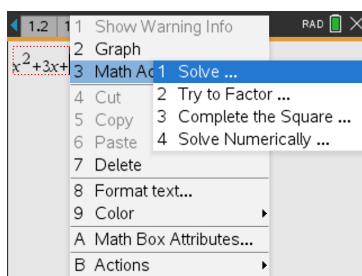 1.2 1
RAD
x²+3x+
1 Show Warning Info
2 Graph
3 Math Ac
4 Cut
5 Copy
6 Paste
7 Delete
8 Format text...
9 Color
A Math Box Attributes...
B Actions
1 Solve ...
2 Try to Factor ...
3 Complete the Square ...
4 Solve Numerically ...